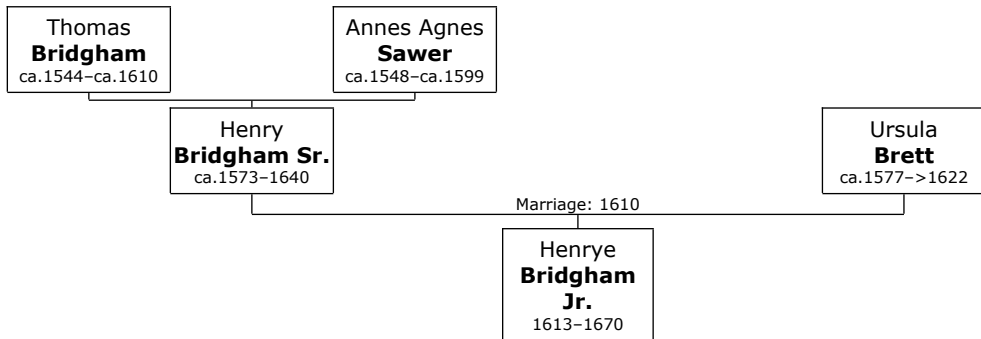 Thomas
Bridgham
ca.1544–ca.1610
Annes Agnes
Sawer
ca.1548–ca.1599
Henry
Bridgham Sr.
ca.1573–1640
Ursula
Brett
ca.1577–>1622
Marriage: 1610
Henrye
Bridgham
Jr.
1613–1670